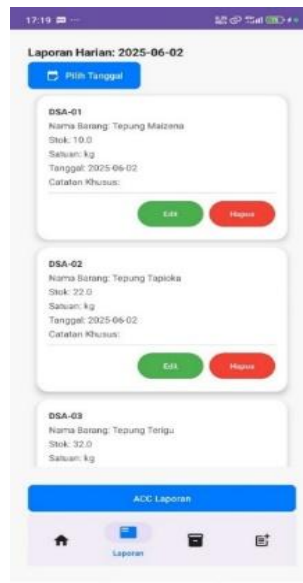 17:19
Laporan Harian: 2025-06-02
Pilih Tanggal
DSA-01
Nama Barang: Tepung Maizena
Stok: 10.0
Satuan: kg
Tanggal: 2025-06-02
Catatan Khusus:
Edit Hapus
DSA-02
Nama Barang: Tepung Tapioka
Stok: 22.0
Satuan: kg
Tanggal: 2025-06-02
Catatan Khusus:
Edit Hapus
DSA-03
Nama Barang: Tepung Terigu
Stok: 32.0
Satuan: kg
ACC Laporan
Laporan